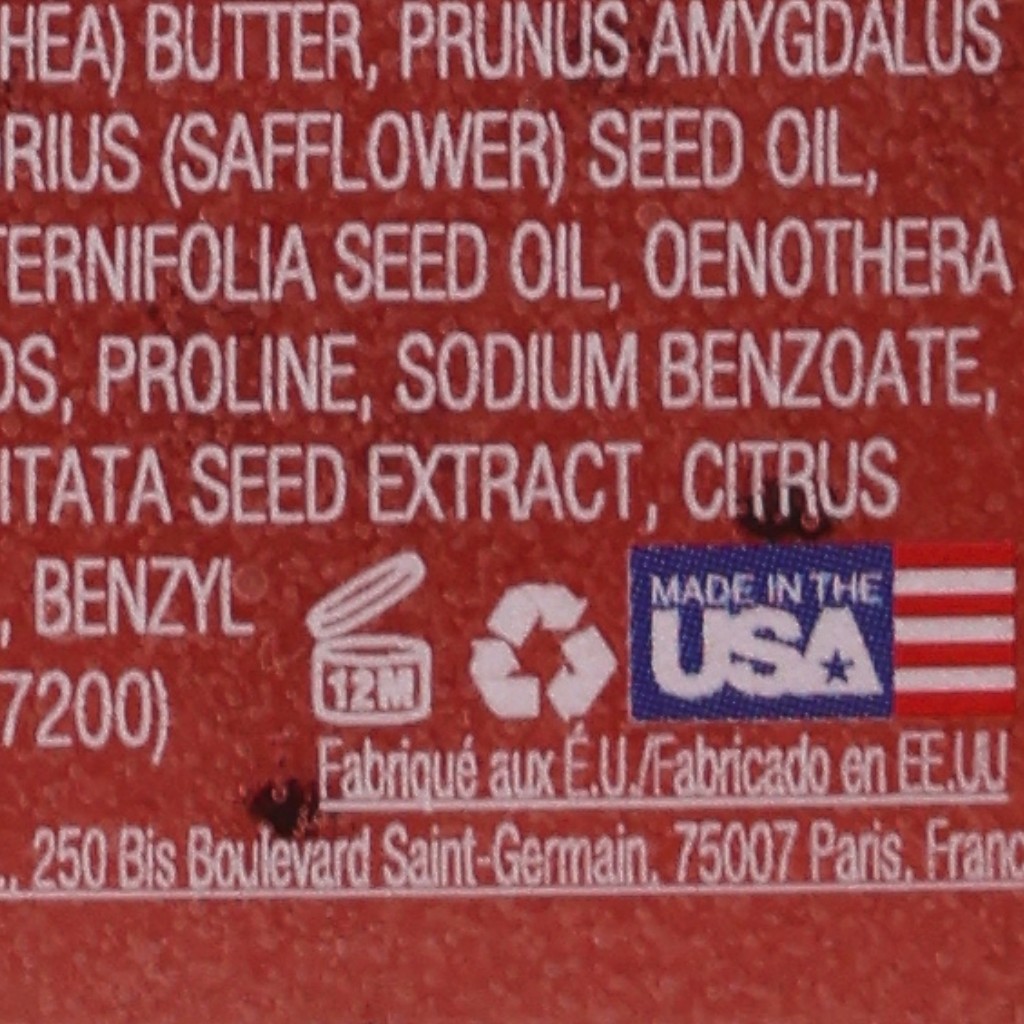 HEA) BUTTER, PRUNUS AMYGDALUS
RIUS (SAFFLOWER) SEED OIL,
TERNIFOLIA SEED OIL, OENOTHERA
OS, PROLINE, SODIUM BENZOATE,
ITATA SEED EXTRACT, CITRUS
, BENZYL
7200)
12M
MADE IN THE
USA
Fabriqué aux É.U./Fabricado en EE.UU
., 250 Bis Boulevard Saint-Germain, 75007 Paris, Franc